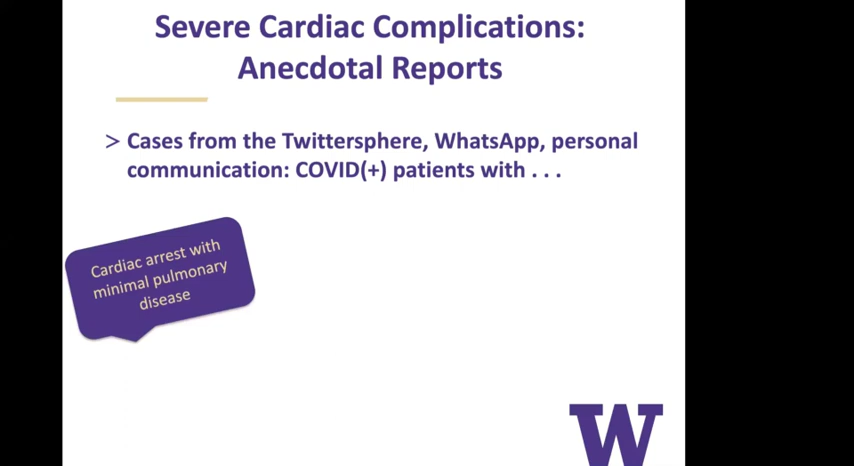 Severe Cardiac Complications:
Anecdotal Reports
> Cases from the Twittersphere, WhatsApp, personal
communication: COVID(+) patients with . . .
Cardiac arrest with
minimal pulmonary
disease
W